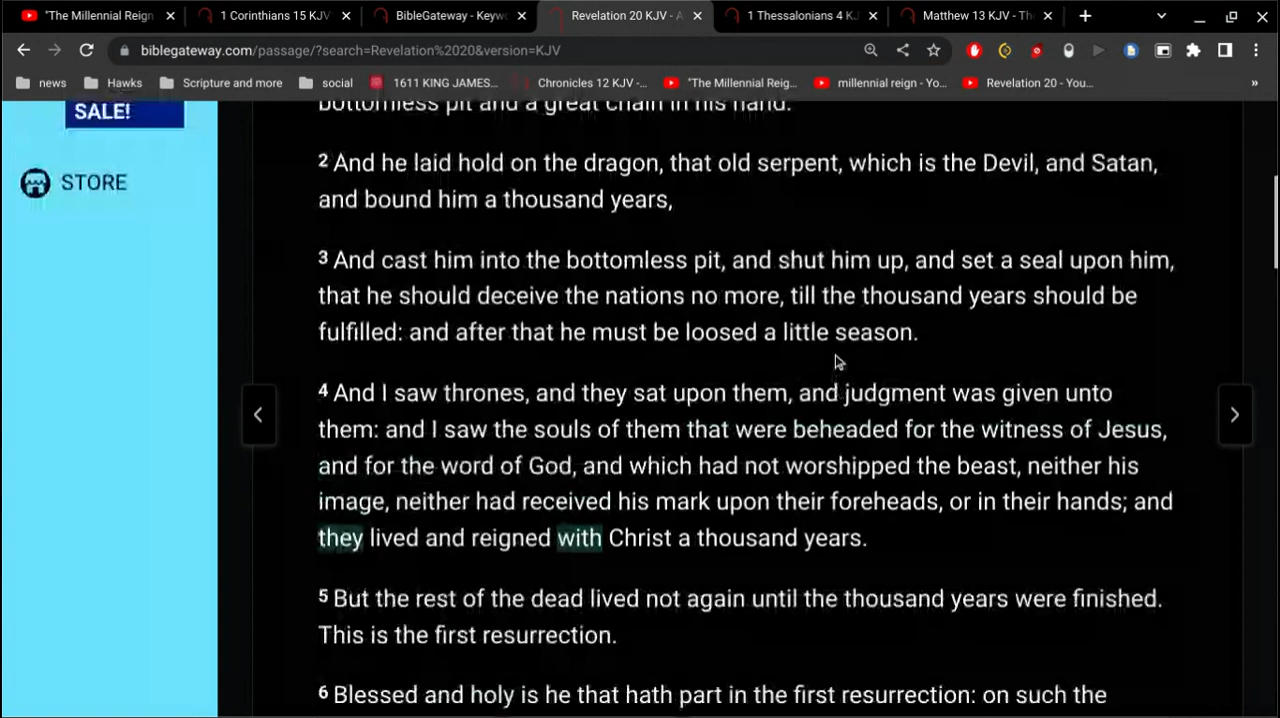 "The Millennial Reign
1 Corinthians 15 KJV -
BibleGateway - Keywo
Revelation 20 KJV - A
1 Thessalonians 4 KJ
Matthew 13 KJV - The
biblegateway.com/passage/?search=Revelation%2020&version=KJV
news
Hawks
Scripture and more
social
1611 KING JAMES...
Chronicles 12 KJV -...
"The Millennial Reig...
millennial reign - Yo...
Revelation 20 - You...
»
SALE!
STORE
bottomless pit and a great chain in his hand.
2 And he laid hold on the dragon, that old serpent, which is the Devil, and Satan,
and bound him a thousand years,
3 And cast him into the bottomless pit, and shut him up, and set a seal upon him,
that he should deceive the nations no more, till the thousand years should be
fulfilled: and after that he must be loosed a little season.
4 And I saw thrones, and they sat upon them, and judgment was given unto
them: and I saw the souls of them that were beheaded for the witness of Jesus,
and for the word of God, and which had not worshipped the beast, neither his
image, neither had received his mark upon their foreheads, or in their hands; and
they lived and reigned with Christ a thousand years.
5 But the rest of the dead lived not again until the thousand years were finished.
This is the first resurrection.
6 Blessed and holy is he that hath part in the first resurrection: on such the